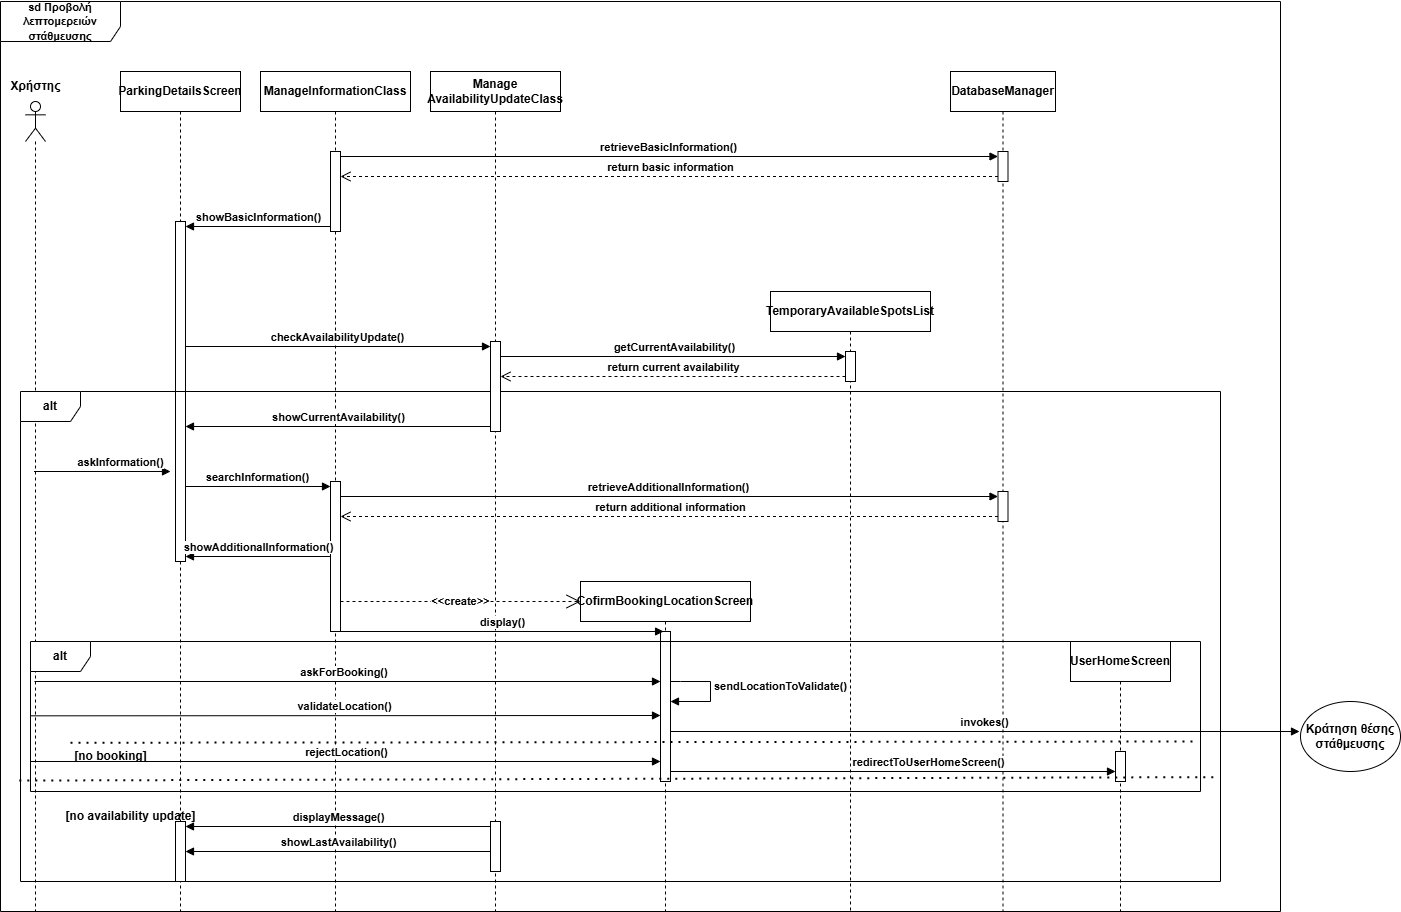 sd Προβολή
λεπτομερειών
στάθμευσης
Χρήστης
ParkingDetailsScreen
ManageInformationClass
Manage
AvailabilityUpdateClass
DatabaseManager
retrieveBasicInformation()
return basic information
showBasicInformation()
TemporaryAvailableSpotsList
checkAvailabilityUpdate()
getCurrentAvailability()
return current availability
alt
showCurrentAvailability()
askInformation()
searchInformation()
retrieveAdditionalInformation()
return additional information
showAdditionalInformation()
<<create>>
CofirmBookingLocationScreen
display()
alt
UserHomeScreen
askForBooking()
sendLocationToValidate()
validateLocation()
invokes()
Κράτηση θέσης
στάθμευσης
[no booking]
rejectLocation()
redirectToUserHomeScreen()
[no availability update]
displayMessage()
showLastAvailability()